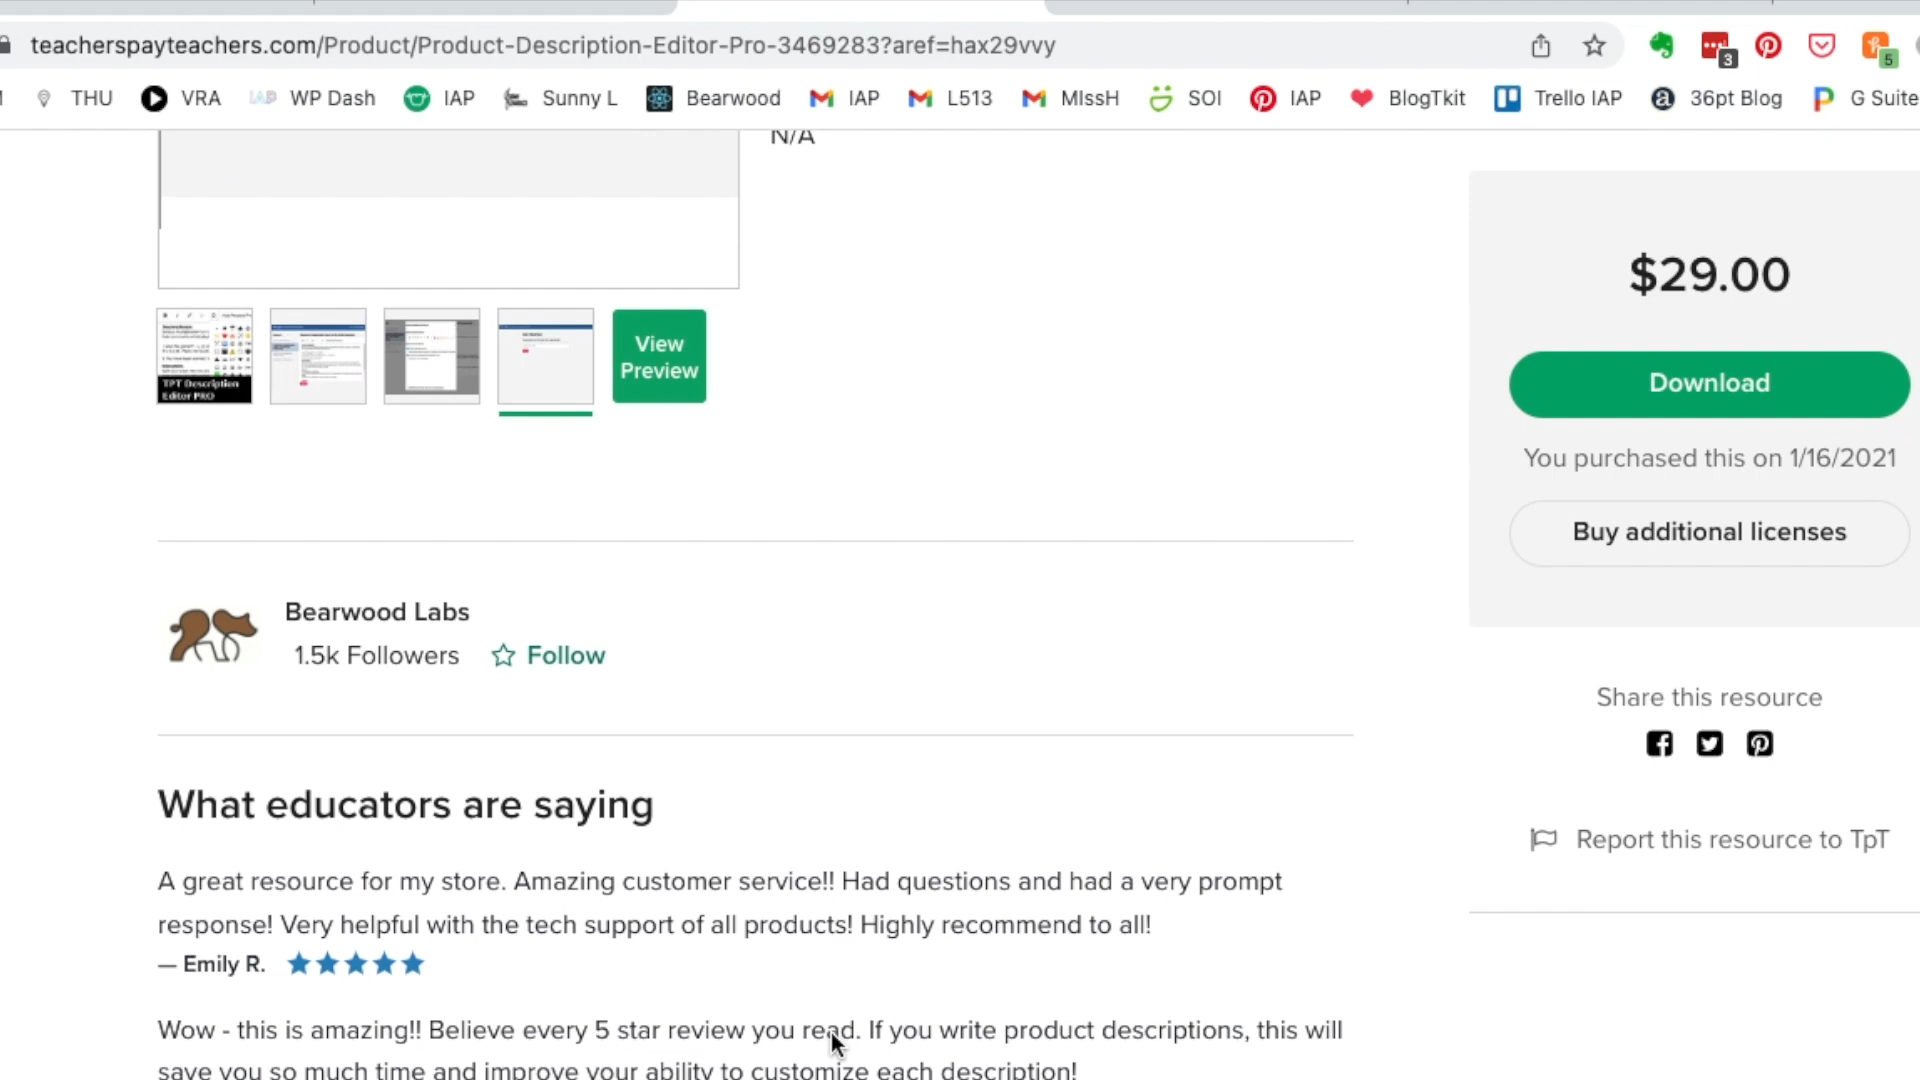 teacherspayteachers.com/Product/Product-Description-Editor-Pro-3469283?aref=hax29vvy
3
5
THU VRA WP Dash IAP Sunny L Bearwood IAP L513 MIssH SOI IAP BlogTkit Trello IAP 36pt Blog G Suite
N/A
$29.00
TPT Description
Editor PRO
View
Preview
Download
You purchased this on 1/16/2021
Buy additional licenses
Bearwood Labs
1.5k Followers Follow
Share this resource
What educators are saying
Report this resource to TpT
A great resource for my store. Amazing customer service!! Had questions and had a very prompt
response! Very helpful with the tech support of all products! Highly recommend to all!
— Emily R.
Wow - this is amazing!! Believe every 5 star review you read. If you write product descriptions, this will
save you so much time and improve your ability to customize each description!